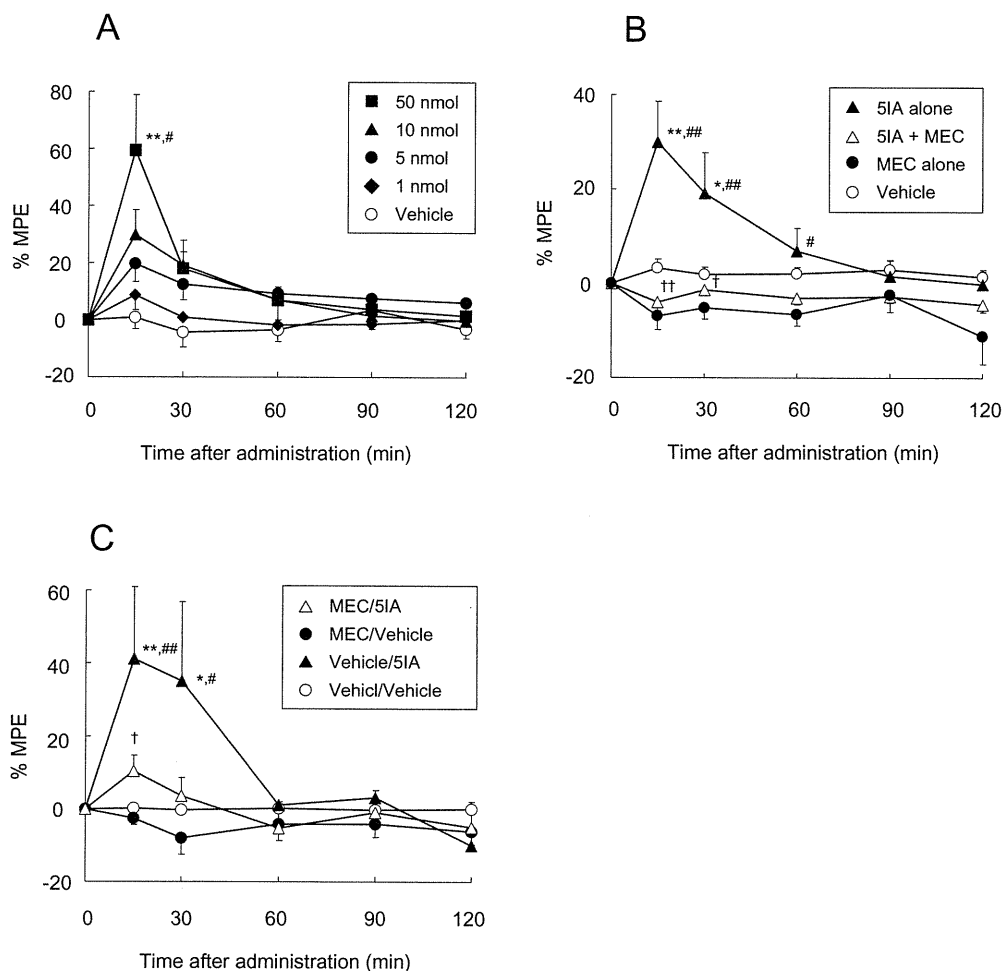 A
% MPE
80
60
40
20
0
-20
**,#
50 nmol
10 nmol
5 nmol
1 nmol
Vehicle
0 30 60 90 120
Time after administration (min)
B
% MPE
40
20
0
-20
**,##
*,##
#
††
†
5IA alone
5IA + MEC
MEC alone
Vehicle
0 30 60 90 120
Time after administration (min)
C
% MPE
60
40
20
0
-20
**,##
*,#
†
MEC/5IA
MEC/Vehicle
Vehicle/5IA
Vehicl/Vehicle
0 30 60 90 120
Time after administration (min)